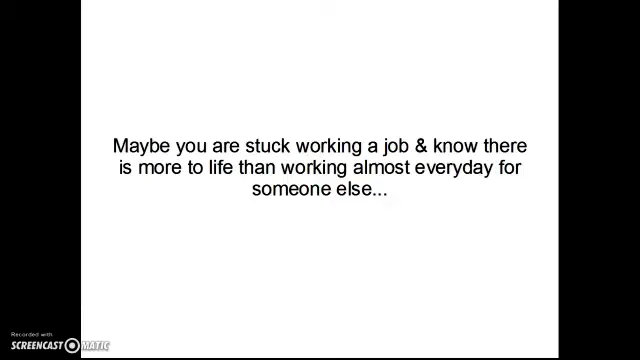 Maybe you are stuck working a job & know there
is more to life than working almost everyday for
someone else...
Recorded with
SCREENCAST MATIC